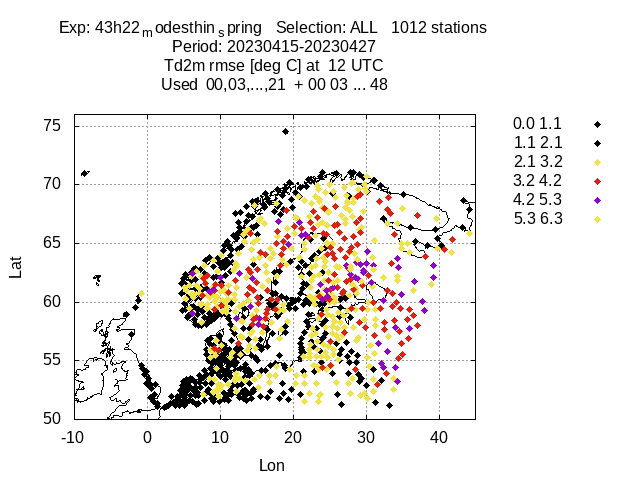 Exp: 43h22modesthinspring   Selection: ALL   1012 stations
Period: 20230415-20230427
Td2m rmse [deg C] at  12 UTC
Used  00,03,...,21  + 00 03 ... 48
0.0 1.1
1.1 2.1
2.1 3.2
3.2 4.2
4.2 5.3
5.3 6.3
75
70
65
60
55
50
Lat
-10 0 10 20 30 40
Lon